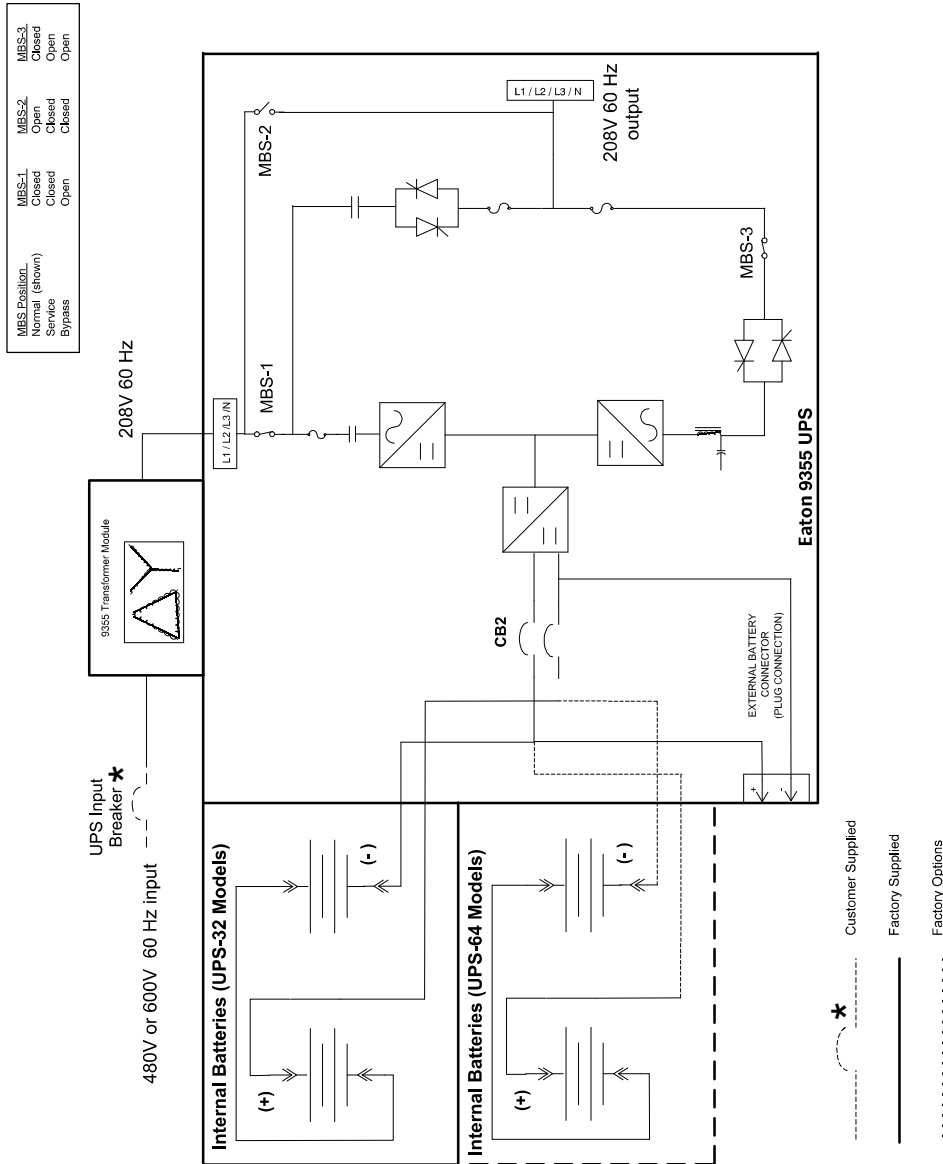 MBS Position MBS-1 MBS-2 MBS-3
Normal (shown) Closed Open Closed
Service Closed Closed Open
Bypass Open Closed Open
208V 60 Hz
9355 Transformer Module
UPS Input
Breaker *
480V or 600V 60 Hz input
L1 / L2 /L3 /N
MBS-1
MBS-2
L1 / L2 / L3 / N
208V 60 Hz
output
MBS-3
CB2
Eaton 9355 UPS
EXTERNAL BATTERY
CONNECTOR
(PLUG CONNECTION)
+
-
Internal Batteries (UPS-32 Models)
(+)
(-)
Internal Batteries (UPS-64 Models)
(+)
(-)
*
Customer Supplied
Factory Supplied
Factory Options